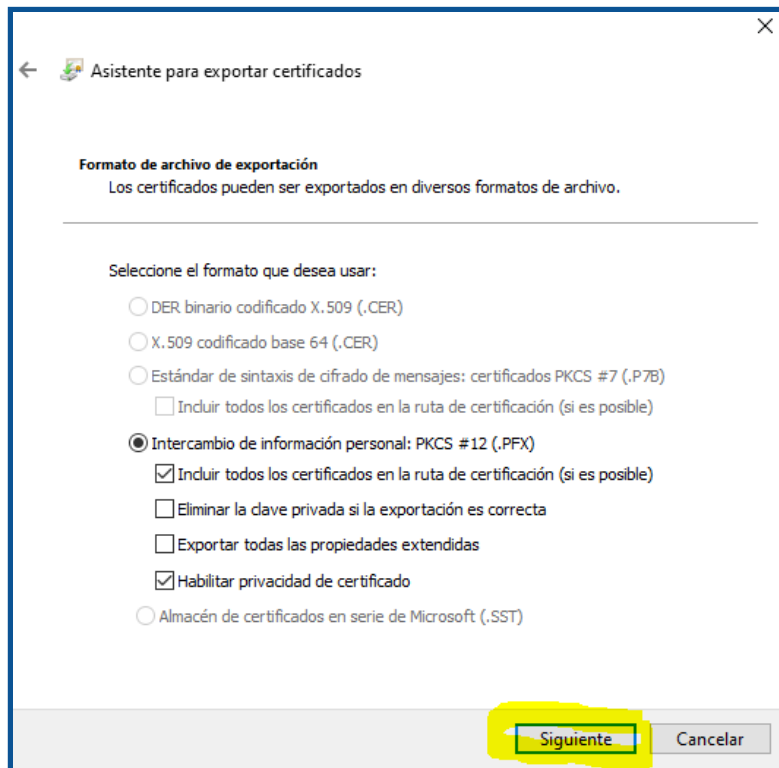 Asistente para exportar certificados
Formato de archivo de exportación
Los certificados pueden ser exportados en diversos formatos de archivo.
Seleccione el formato que desea usar:
DER binario codificado X.509 (.CER)
X.509 codificado base 64 (.CER)
Estándar de sintaxis de cifrado de mensajes: certificados PKCS #7 (.P7B)
Incluir todos los certificados en la ruta de certificación (si es posible)
Intercambio de información personal: PKCS #12 (.PFX)
Incluir todos los certificados en la ruta de certificación (si es posible)
Eliminar la clave privada si la exportación es correcta
Exportar todas las propiedades extendidas
Habilitar privacidad de certificado
Almacén de certificados en serie de Microsoft (.SST)
Siguiente Cancelar